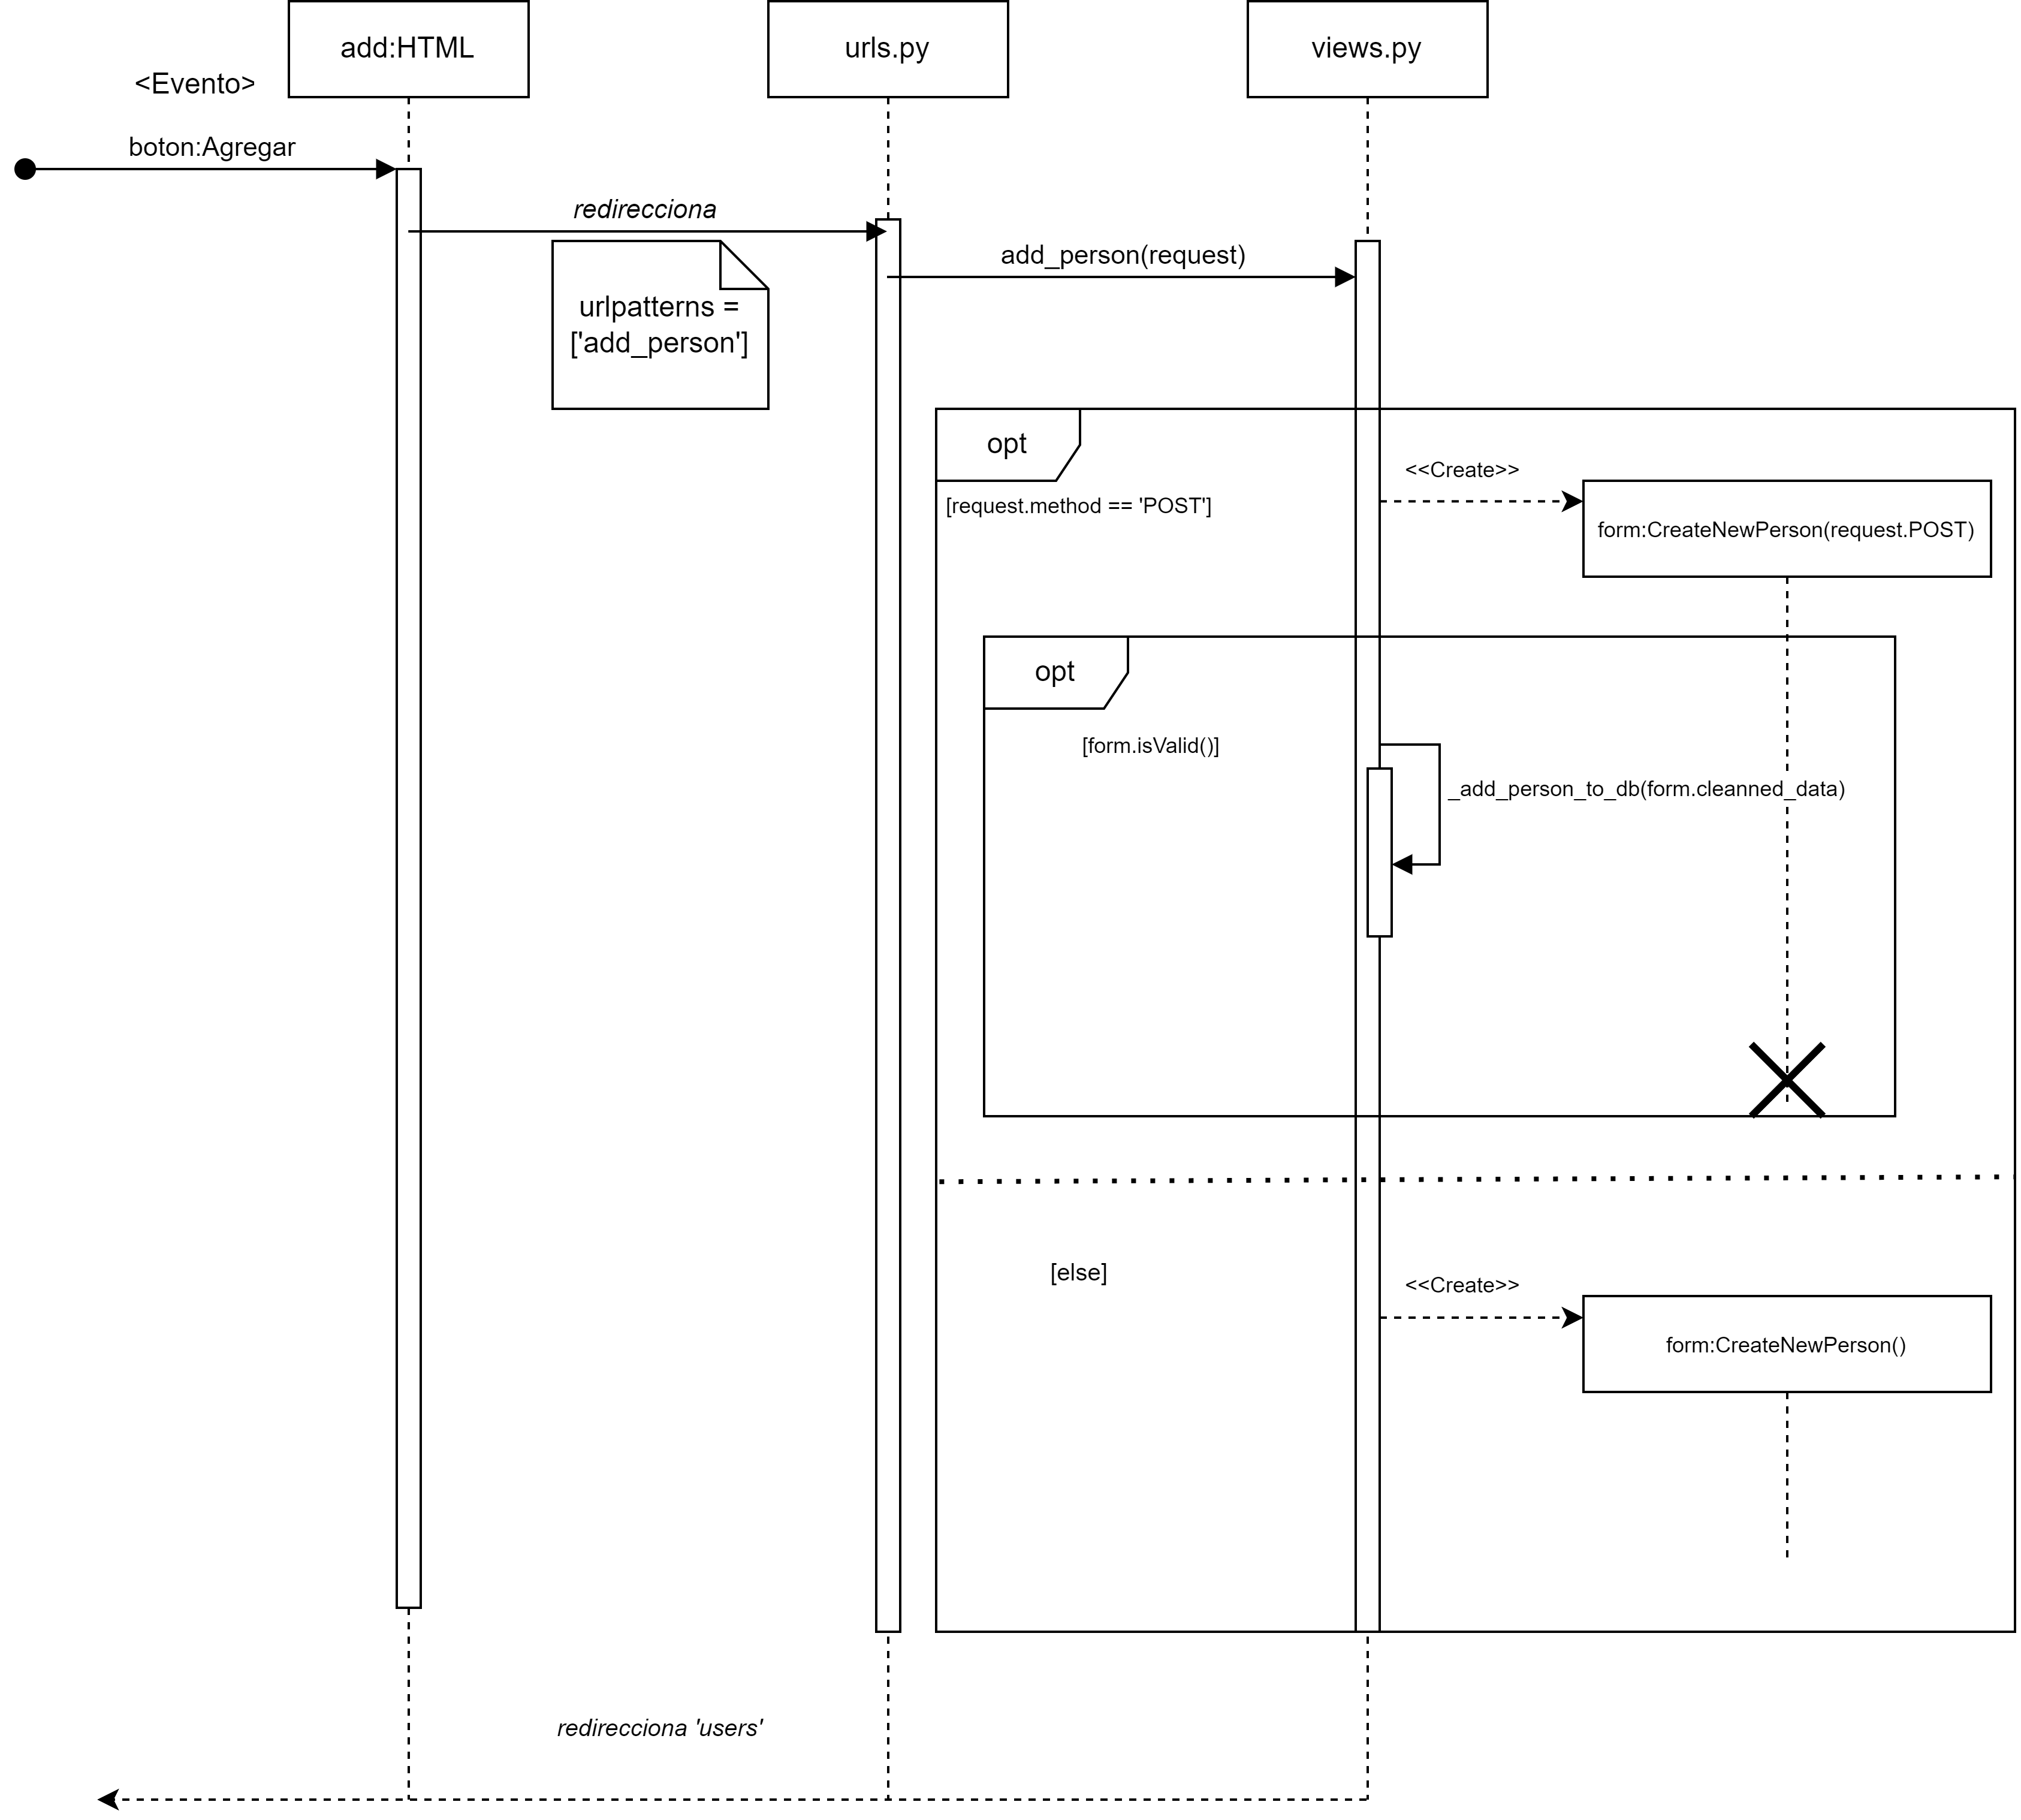 add:HTML
urls.py
views.py
<Evento>
boton:Agregar
redirecciona
add_person(request)
urlpatterns =
['add_person']
opt
<<Create>>
[request.method == 'POST']
form:CreateNewPerson(request.POST)
opt
[form.isValid()]
_add_person_to_db(form.cleanned_data)
[else]
<<Create>>
form:CreateNewPerson()
redirecciona 'users'